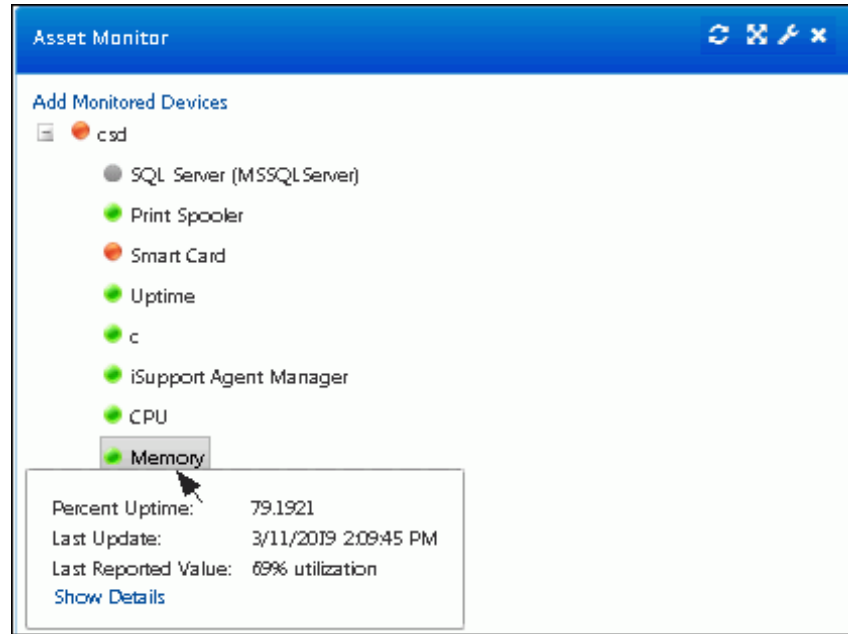 Asset Monitor
Add Monitored Devices
csd
SQL Server (MSSQLServer)
Print Spooler
Smart Card
Uptime
c
iSupport Agent Manager
CPU
Memory
Percent Uptime: 79.1921
Last Update: 3/11/2019 2:09:45 PM
Last Reported Value: 69% utilization
Show Details